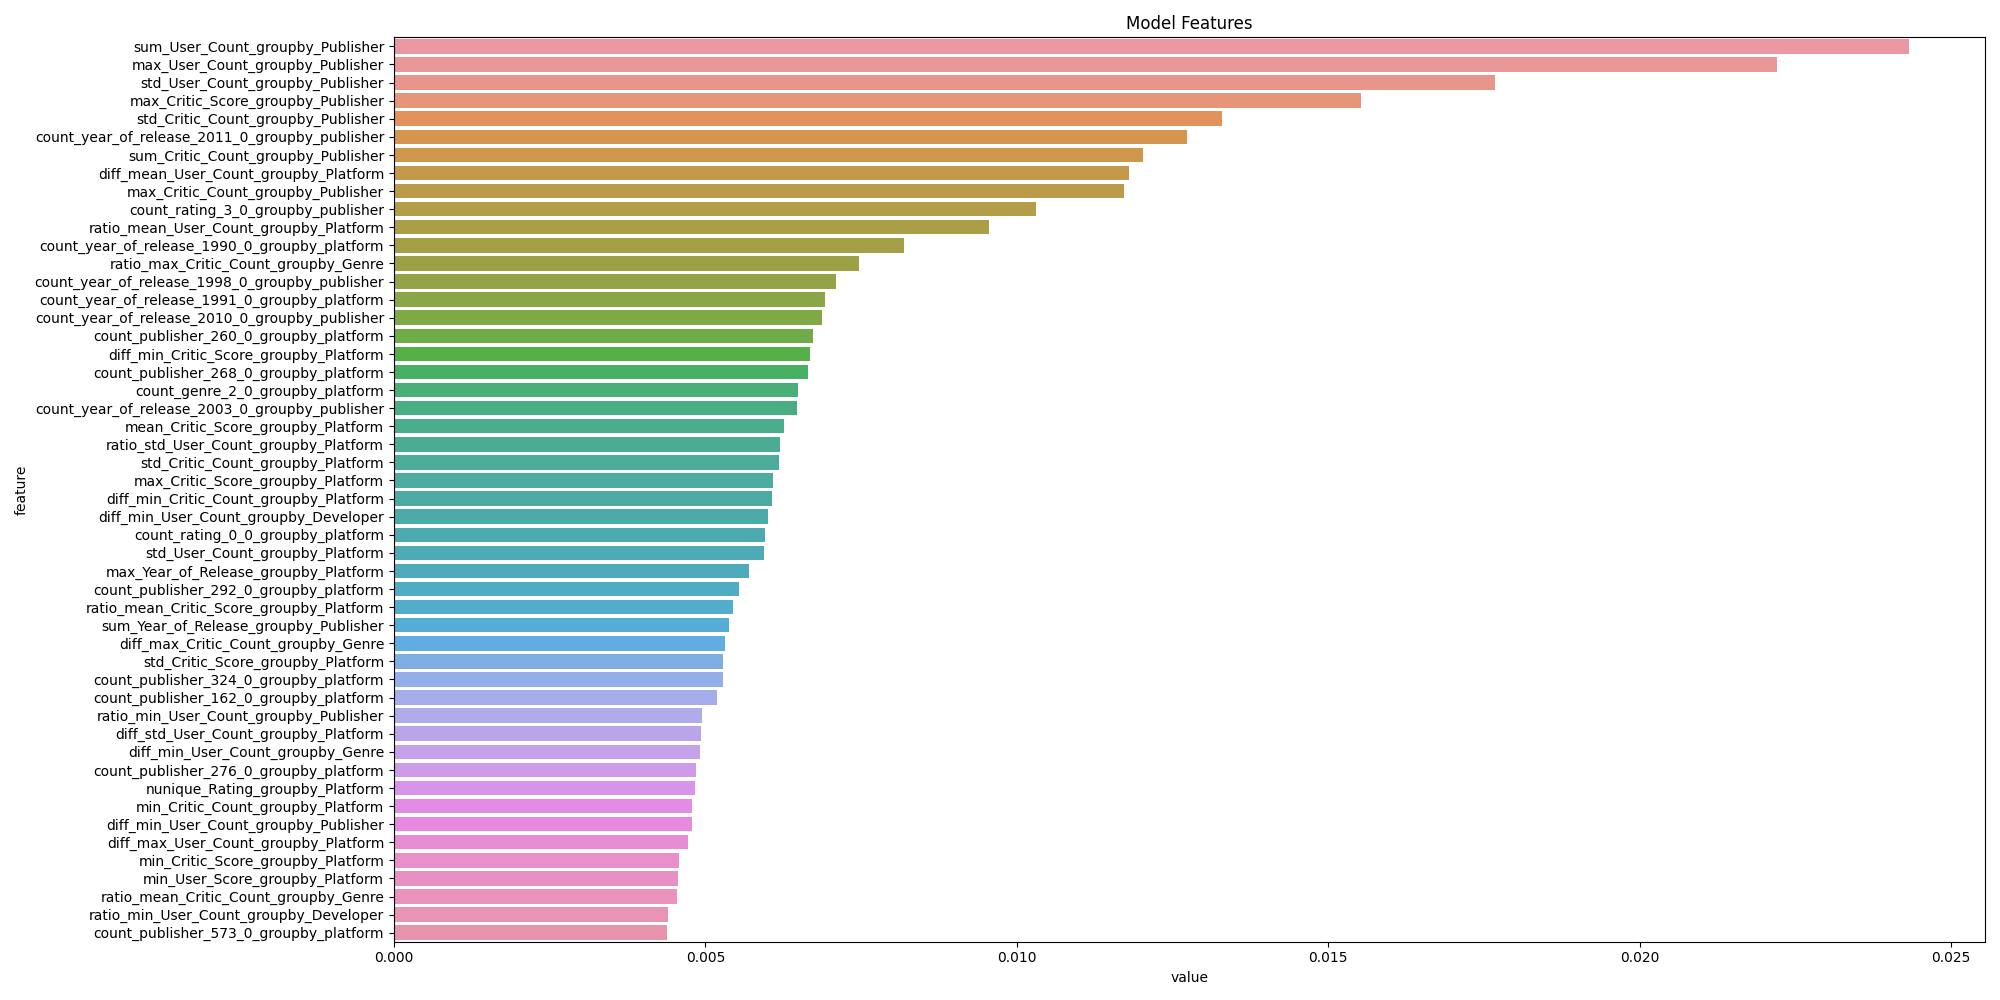 Model Features
sum_User_Count_groupby_Publisher
max_User_Count_groupby_Publisher
std_User_Count_groupby_Publisher
max_Critic_Score_groupby_Publisher
std_Critic_Count_groupby_Publisher
count_year_of_release_2011_0_groupby_publisher
sum_Critic_Count_groupby_Publisher
diff_mean_User_Count_groupby_Platform
max_Critic_Count_groupby_Publisher
count_rating_3_0_groupby_publisher
ratio_mean_User_Count_groupby_Platform
count_year_of_release_1990_0_groupby_platform
ratio_max_Critic_Count_groupby_Genre
count_year_of_release_1998_0_groupby_publisher
count_year_of_release_1991_0_groupby_platform
count_year_of_release_2010_0_groupby_publisher
count_publisher_260_0_groupby_platform
diff_min_Critic_Score_groupby_Platform
count_publisher_268_0_groupby_platform
count_genre_2_0_groupby_platform
count_year_of_release_2003_0_groupby_publisher
mean_Critic_Score_groupby_Platform
ratio_std_User_Count_groupby_Platform
std_Critic_Count_groupby_Platform
max_Critic_Score_groupby_Platform
diff_min_Critic_Count_groupby_Platform
diff_min_User_Count_groupby_Developer
count_rating_0_0_groupby_platform
std_User_Count_groupby_Platform
max_Year_of_Release_groupby_Platform
count_publisher_292_0_groupby_platform
ratio_mean_Critic_Score_groupby_Platform
sum_Year_of_Release_groupby_Publisher
diff_max_Critic_Count_groupby_Genre
std_Critic_Score_groupby_Platform
count_publisher_324_0_groupby_platform
count_publisher_162_0_groupby_platform
ratio_min_User_Count_groupby_Publisher
diff_std_User_Count_groupby_Platform
diff_min_User_Count_groupby_Genre
count_publisher_276_0_groupby_platform
nunique_Rating_groupby_Platform
min_Critic_Count_groupby_Platform
diff_min_User_Count_groupby_Publisher
diff_max_User_Count_groupby_Platform
min_Critic_Score_groupby_Platform
min_User_Score_groupby_Platform
ratio_mean_Critic_Count_groupby_Genre
ratio_min_User_Count_groupby_Developer
count_publisher_573_0_groupby_platform
feature
0.000 0.005 0.010 0.015 0.020 0.025
value